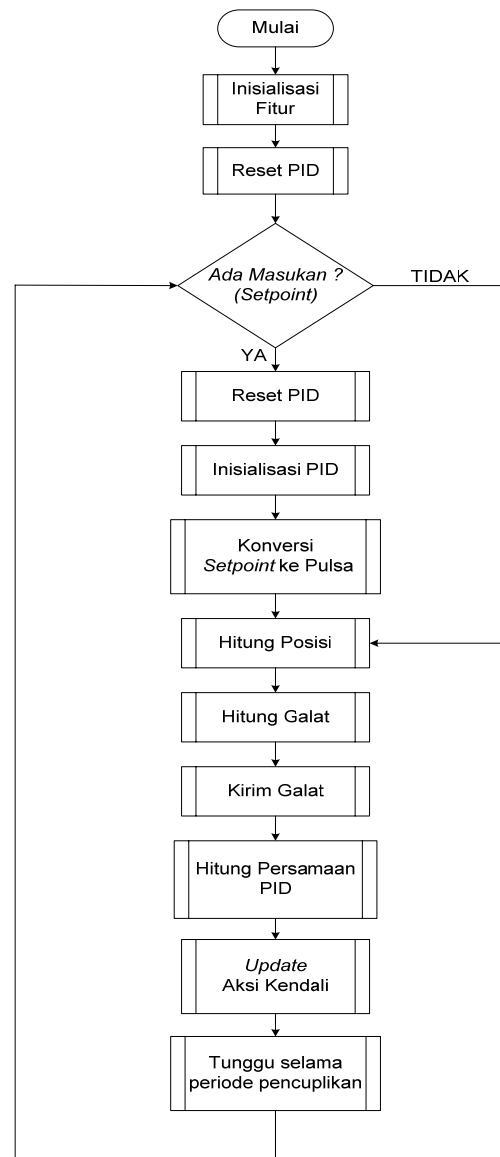 Mulai
Inisialisasi
Fitur
Reset PID
Ada Masukan ?
(Setpoint)
TIDAK
YA
Reset PID
Inisialisasi PID
Konversi
Setpoint ke Pulsa
Hitung Posisi
Hitung Galat
Kirim Galat
Hitung Persamaan
PID
Update
Aksi Kendali
Tunggu selama
periode pencuplikan